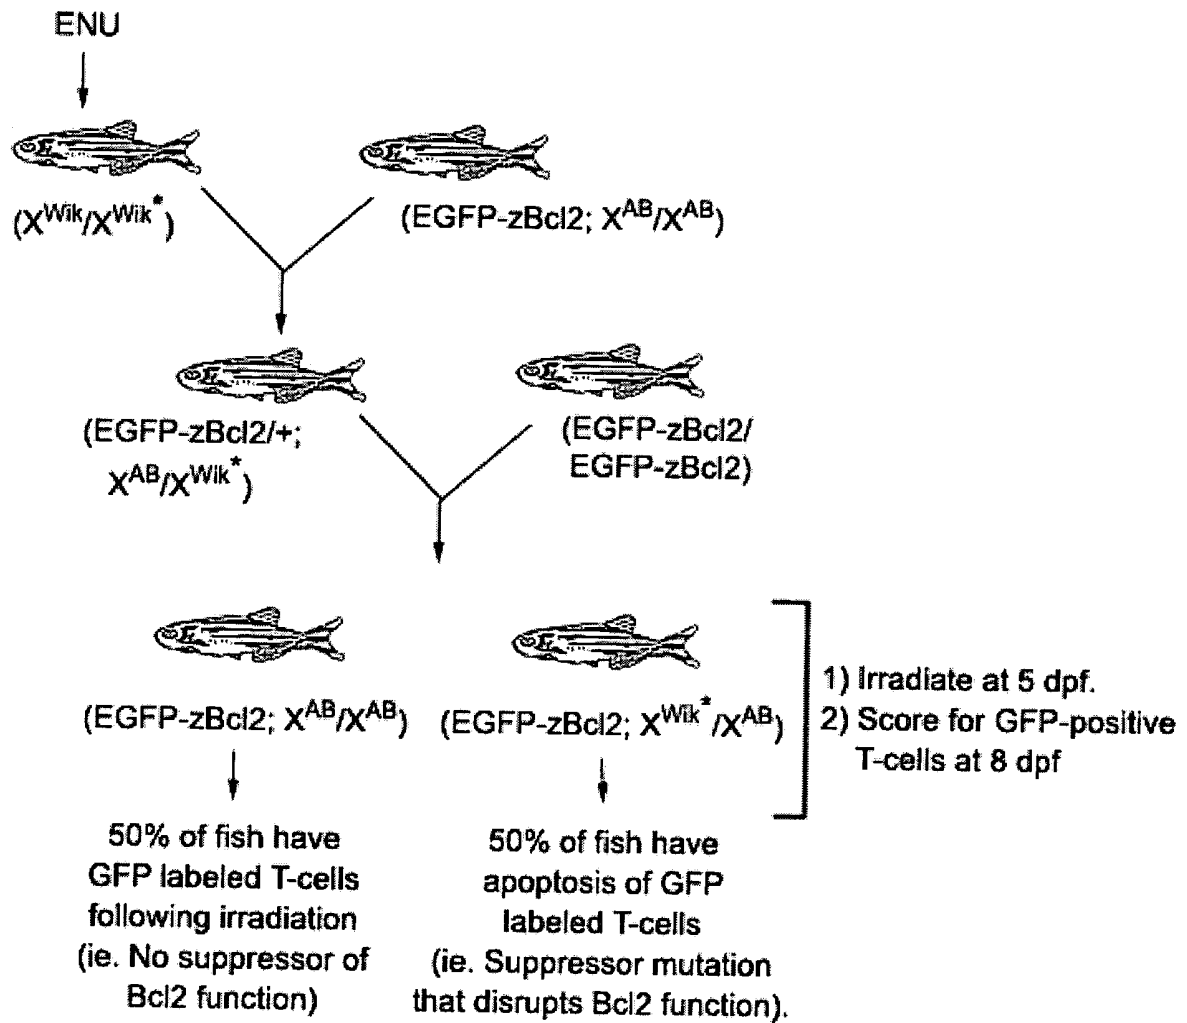 ENU
(X^Wik/X^Wik*)
(EGFP-zBcl2; X^AB/X^AB)
(EGFP-zBcl2/+;
X^AB/X^Wik*)
(EGFP-zBcl2/
EGFP-zBcl2)
(EGFP-zBcl2; X^AB/X^AB)
(EGFP-zBcl2; X^Wik*/X^AB)
1) Irradiate at 5 dpf.
2) Score for GFP-positive
T-cells at 8 dpf
50% of fish have
GFP labeled T-cells
following irradiation
(ie. No suppressor of
Bcl2 function)
50% of fish have
apoptosis of GFP
labeled T-cells
(ie. Suppressor mutation
that disrupts Bcl2 function).